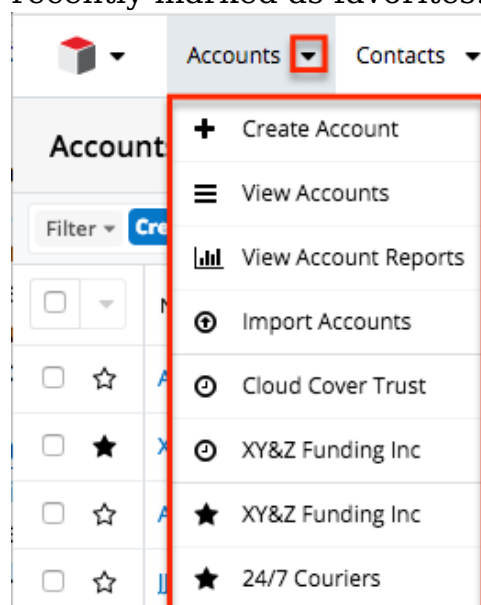 recently marked as favorites.
Accounts Contacts
Account
Create Account
View Accounts
Filter Cre
View Account Reports
Import Accounts
Cloud Cover Trust
XY&Z Funding Inc
XY&Z Funding Inc
24/7 Couriers